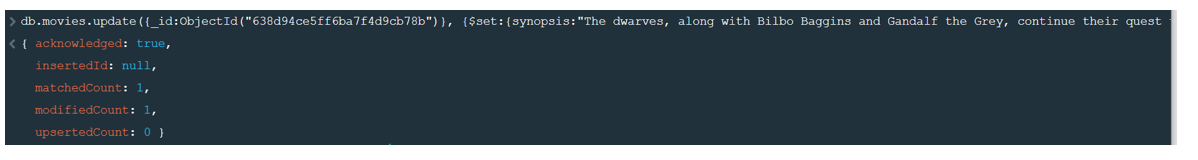 > db.movies.update({_id:ObjectId("638d94ce5ff6ba7f4d9cb78b")}, {$set:{synopsis:"The dwarves, along with Bilbo Baggins and Gandalf the Grey, continue their quest
< { acknowledged: true,
insertedId: null,
matchedCount: 1,
modifiedCount: 1,
upsertedCount: 0 }